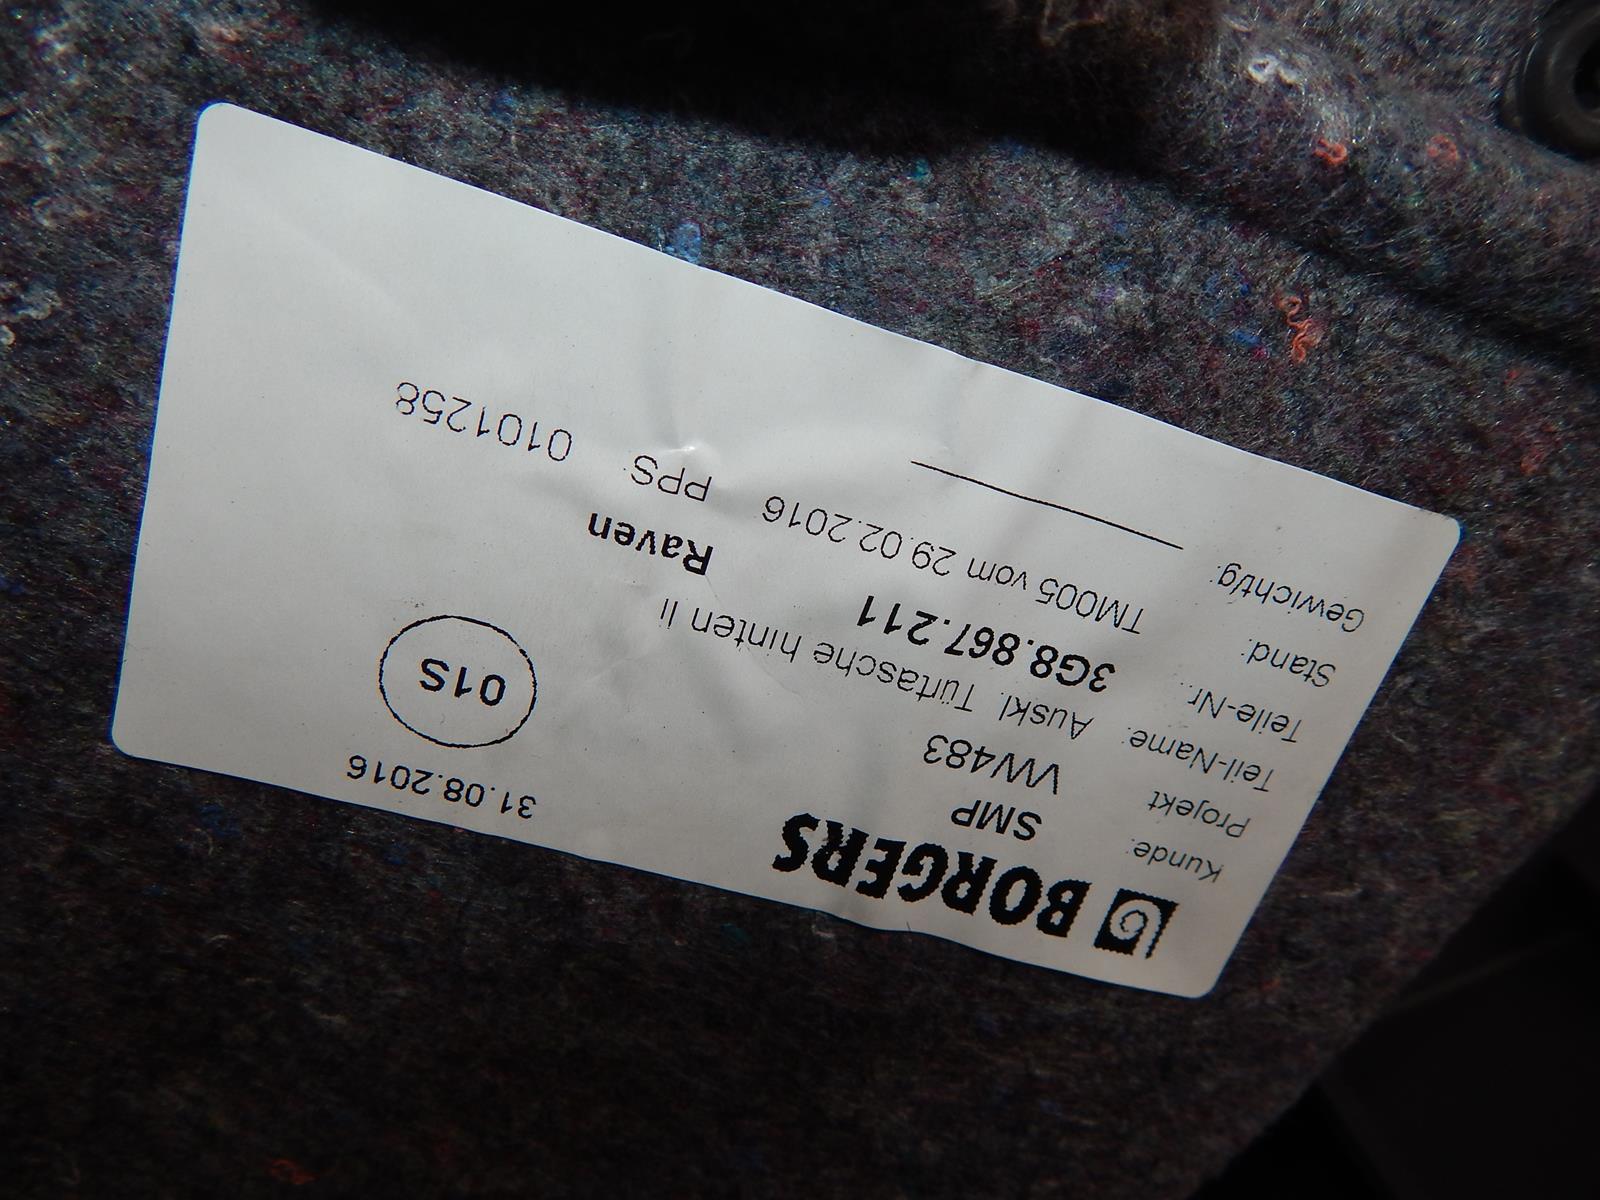 BORGERS
31.08.2016
Kunde: SMP
Projekt VW483
01S
Teil-Name: Auskl. Türtasche hinten li
Teile-Nr.: 3G8.867.211 Raven
Stand: TM005 vom 29.02.2016 PPS 0101258
Gewicht/g: